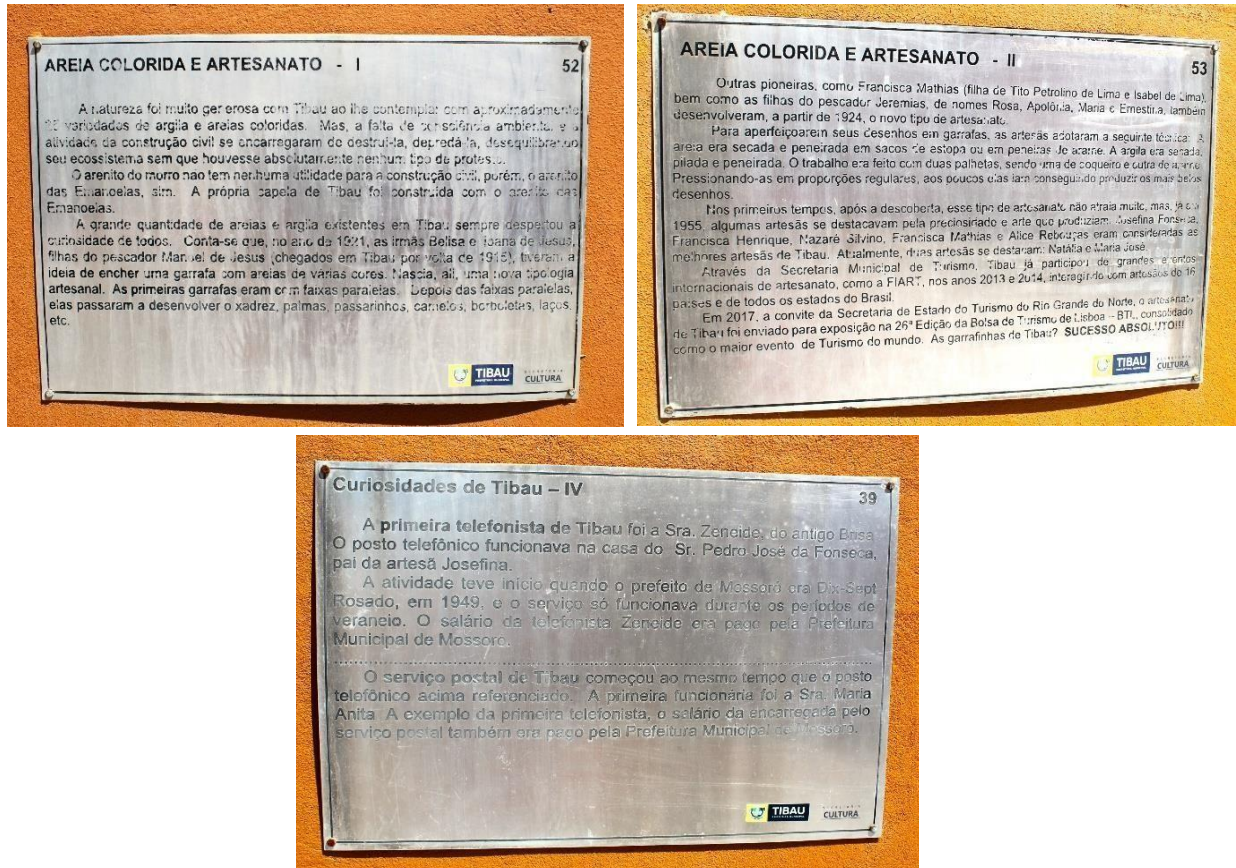 AREIA COLORIDA E ARTESANATO - I
52
A natureza foi muito generosa com Tibau ao lhe contemplar com aproximadamente
variedades de argila e areias coloridas. Mas, a falta de consciência ambiental e a
atividade da construção civil se encarregaram de destruí-la, depredá-la, desequilibrando
seu ecossistema sem que houvesse absolutamente nenhum tipo de protesto.
O arenito do morro não tem nenhuma utilidade para a construção civil, porém, o arenito
das Emanoelas, sim. A própria capela de Tibau foi construída com o arenito das
Emanoelas.
A grande quantidade de areias e argila existentes em Tibau sempre despertou a
curiosidade de todos. Conta-se que, no ano de 1921, as irmãs Belisa e Joana de Jesus,
filhas do pescador Manuel de Jesus (chegados em Tibau por volta de 1915), tiveram a
ideia de encher uma garrafa com areias de várias cores. Nascia, ali, uma nova tipologia
artesanal. As primeiras garrafas eram com faixas paralelas. Depois das faixas paralelas,
elas passaram a desenvolver o xadrez, palmas, passarinhos, camelos, borboletas, laços,
etc.
TIBAU
CULTURA
AREIA COLORIDA E ARTESANATO - II
53
Outras pioneiras, como Francisca Mathias (filha de Tito Petrolino de Lima e Isabel de Lima),
bem como as filhas do pescador Jeremias, de nomes Rosa, Apolônia, Maria e Ernestina, também
desenvolveram, a partir de 1924, o novo tipo de artesanato.
Para aperfeiçoarem seus desenhos em garrafas, as artesãs adotaram a seguinte técnica: A
areia era secada e peneirada em sacos de estopa ou em peneiras de arame. A argila era secada,
pilada e peneirada. O trabalho era feito com duas palhetas, sendo uma de coqueiro e outra de arame.
Pressionando-as em proporções regulares, aos poucos elas iam conseguindo produzir os mais belos
desenhos.
Nos primeiros tempos, após a descoberta, esse tipo de artesanato não atraia muito, mas, já em
1955, algumas artesãs se destacavam pela preciosidade e arte que produziam. Josefina Fonseca,
Francisca Henrique, Nazaré Silvino, Francisca Mathias e Alice Rebouças eram consideradas as
melhores artesãs de Tibau. Atualmente, duas artesãs se destacam: Natália e Maria José.
Através da Secretaria Municipal de Turismo, Tibau já participou de grandes eventos
internacionais de artesanato, como a FIART, nos anos 2013 e 2014, interagindo com artesãos de 16
países e de todos os estados do Brasil.
Em 2017, a convite da Secretaria de Estado do Turismo do Rio Grande do Norte, o artesanato
de Tibau foi enviado para exposição na 26ª Edição da Bolsa de Turismo de Lisboa – BTL, consolidado
como o maior evento de Turismo do mundo. As garrafinhas de Tibau? SUCESSO ABSOLUTO!!!
TIBAU
CULTURA
Curiosidades de Tibau – IV
39
A primeira telefonista de Tibau foi a Sra. Zeneide, do antigo Brisa
O posto telefônico funcionava na casa do Sr. Pedro José da Fonseca,
pai da artesã Josefina.
A atividade teve início quando o prefeito de Mossoró era Dix-Sept
Rosado, em 1949, e o serviço só funcionava durante os períodos de
veraneio. O salário da telefonista Zeneide era pago pela Prefeitura
Municipal de Mossoró.
O serviço postal de Tibau começou ao mesmo tempo que o posto
telefônico acima referenciado. A primeira funcionária foi a Sra. Maria
Anita. A exemplo da primeira telefonista, o salário da encarregada pelo
serviço postal também era pago pela Prefeitura Municipal de Mossoró.
TIBAU
CULTURA